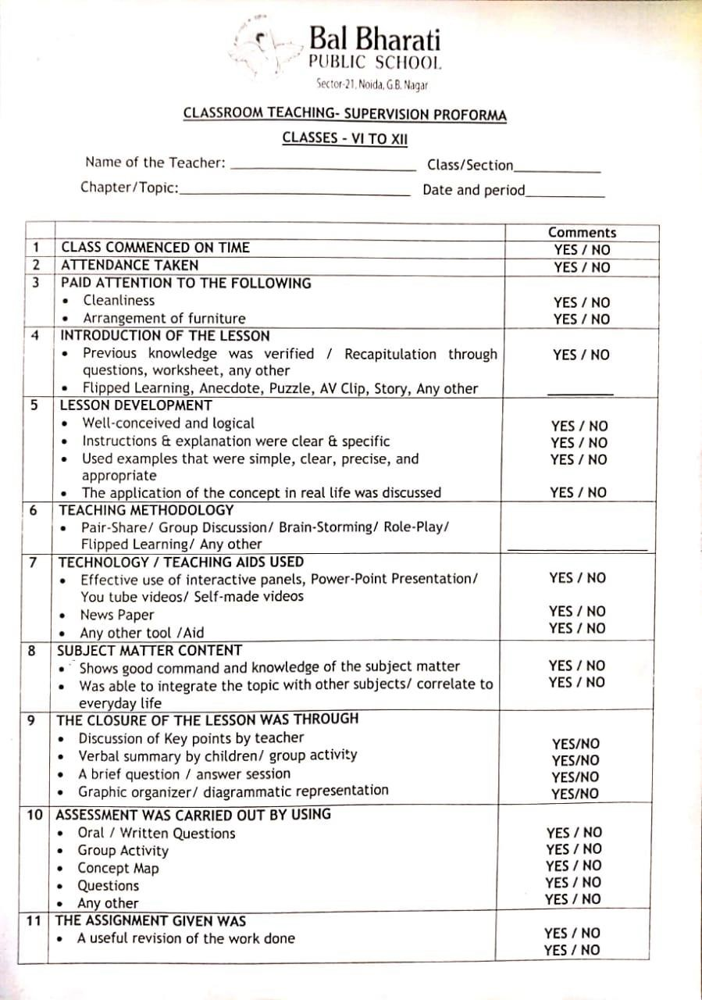 Bal Bharati
PUBLIC SCHOOL
Sector-21, Noida, G.B. Nagar
CLASSROOM TEACHING- SUPERVISION PROFORMA
CLASSES - VI TO XII
Name of the Teacher: ____________________ Class/Section__________
Chapter/Topic:____________________ Date and period__________
Comments
1 CLASS COMMENCED ON TIME YES / NO
2 ATTENDANCE TAKEN YES / NO
3 PAID ATTENTION TO THE FOLLOWING
• Cleanliness YES / NO
• Arrangement of furniture YES / NO
4 INTRODUCTION OF THE LESSON
• Previous knowledge was verified / Recapitulation through YES / NO
questions, worksheet, any other
• Flipped Learning, Anecdote, Puzzle, AV Clip, Story, Any other ________
5 LESSON DEVELOPMENT
• Well-conceived and logical YES / NO
• Instructions & explanation were clear & specific YES / NO
• Used examples that were simple, clear, precise, and YES / NO
appropriate
• The application of the concept in real life was discussed YES / NO
6 TEACHING METHODOLOGY
• Pair-Share/ Group Discussion/ Brain-Storming/ Role-Play/
Flipped Learning/ Any other ________________
7 TECHNOLOGY / TEACHING AIDS USED
• Effective use of interactive panels, Power-Point Presentation/ YES / NO
You tube videos/ Self-made videos
• News Paper YES / NO
• Any other tool /Aid YES / NO
8 SUBJECT MATTER CONTENT
• Shows good command and knowledge of the subject matter YES / NO
• Was able to integrate the topic with other subjects/ correlate to YES / NO
everyday life
9 THE CLOSURE OF THE LESSON WAS THROUGH
• Discussion of Key points by teacher YES/NO
• Verbal summary by children/ group activity YES/NO
• A brief question / answer session YES/NO
• Graphic organizer/ diagrammatic representation YES/NO
10 ASSESSMENT WAS CARRIED OUT BY USING
• Oral / Written Questions YES / NO
• Group Activity YES / NO
• Concept Map YES / NO
• Questions YES / NO
• Any other YES / NO
11 THE ASSIGNMENT GIVEN WAS
• A useful revision of the work done YES / NO
YES / NO